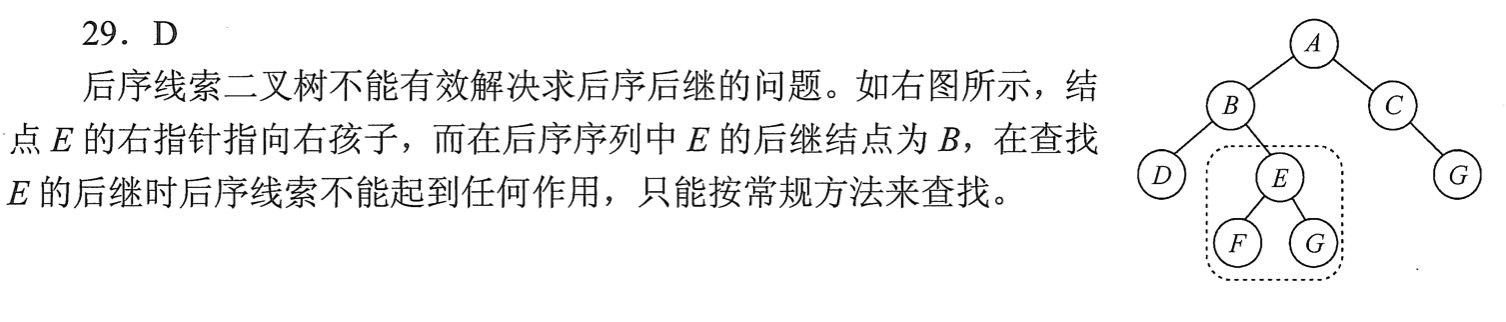 29. D
后序线索二叉树不能有效解决求后序后继的问题。如右图所示，结
点 E 的右指针指向右孩子，而在后序序列中 E 的后继结点为 B，在查找
E 的后继时后序线索不能起到任何作用，只能按常规方法来查找。
A
B
C
D
E
G
F
G